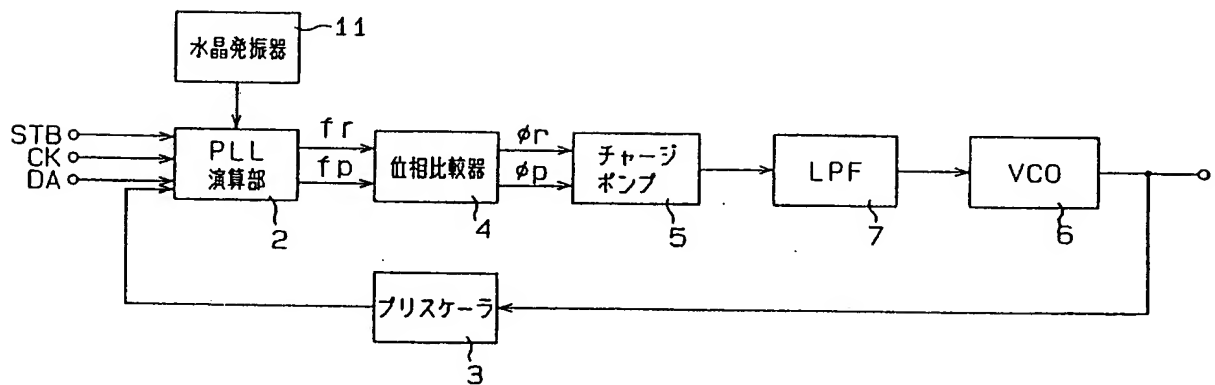 水晶発振器
11
STB
CK
DA
PLL
演算部
2
fr
fp
位相比較器
4
φr
φp
チャージ
ポンプ
5
LPF
7
VCO
6
プリスケーラ
3